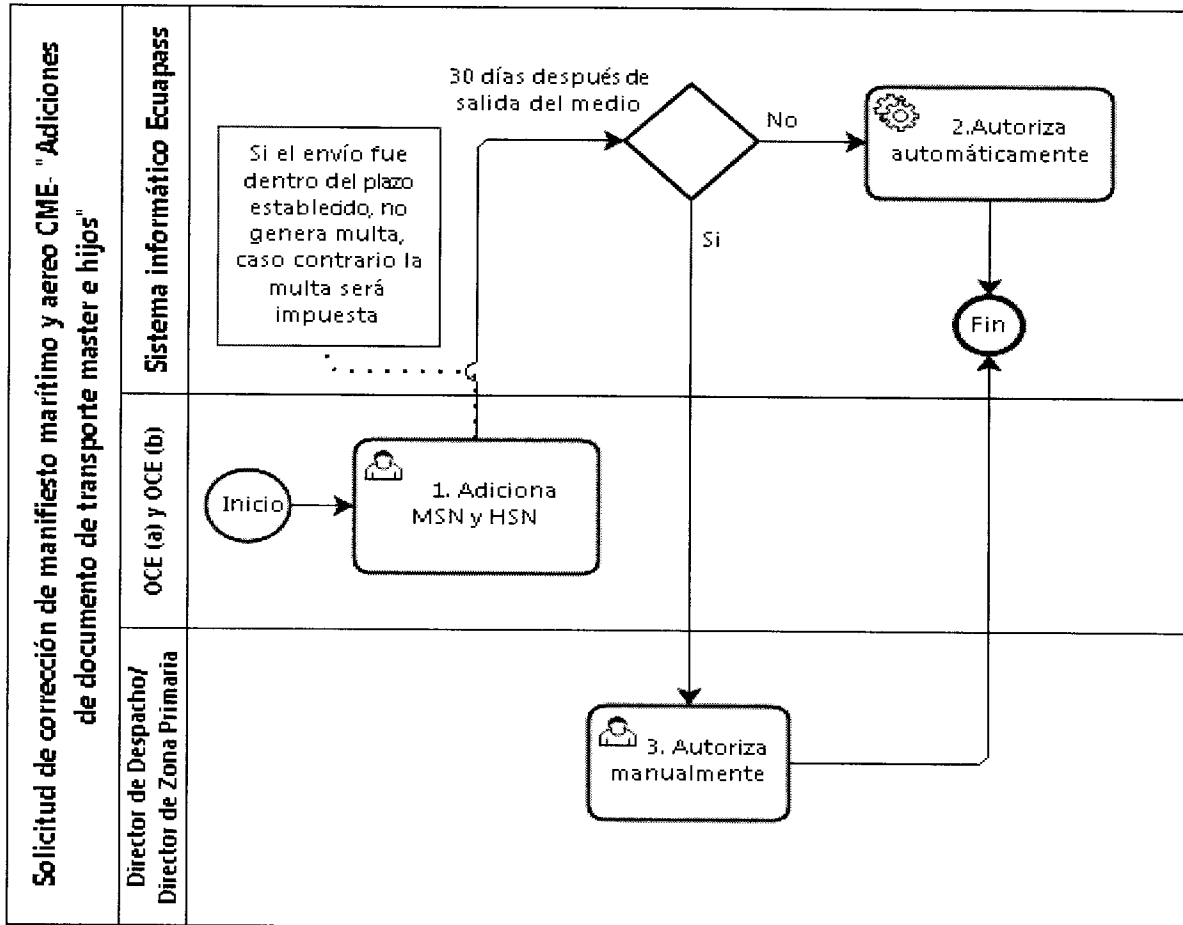 Solicitud de corrección de manifiesto marítimo y aereo CME- "Adiciones
de documento de transporte master e hijos"
Sistema informático Ecuapass
30 días después de
salida del medio
Si el envío fue
dentro del plazo
establecido, no
genera multa,
caso contrario la
multa será
impuesta
No
2.Autoriza
automáticamente
Si
Fin
OCE (a) y OCE (b)
Inicio
1. Adiciona
MSN y HSN
Director de Despacho/
Director de Zona Primaria
3. Autoriza
manualmente